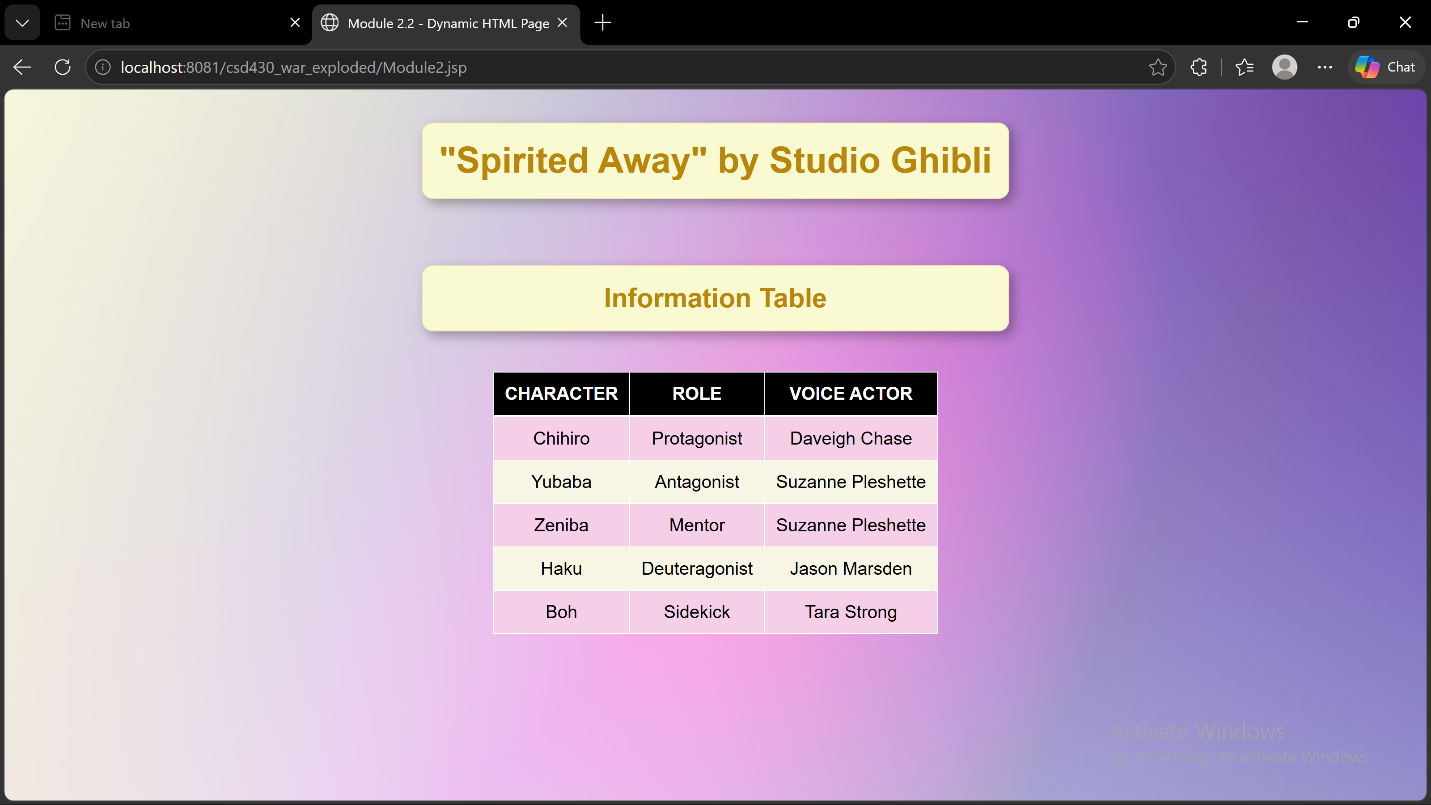 New tab
Module 2.2 - Dynamic HTML Page
localhost:8081/csd430_war_exploded/Module2.jsp
Chat
"Spirited Away" by Studio Ghibli
Information Table
CHARACTER ROLE VOICE ACTOR
Chihiro Protagonist Daveigh Chase
Yubaba Antagonist Suzanne Pleshette
Zeniba Mentor Suzanne Pleshette
Haku Deuteragonist Jason Marsden
Boh Sidekick Tara Strong
Activate Windows
Go to Settings to activate Windows.